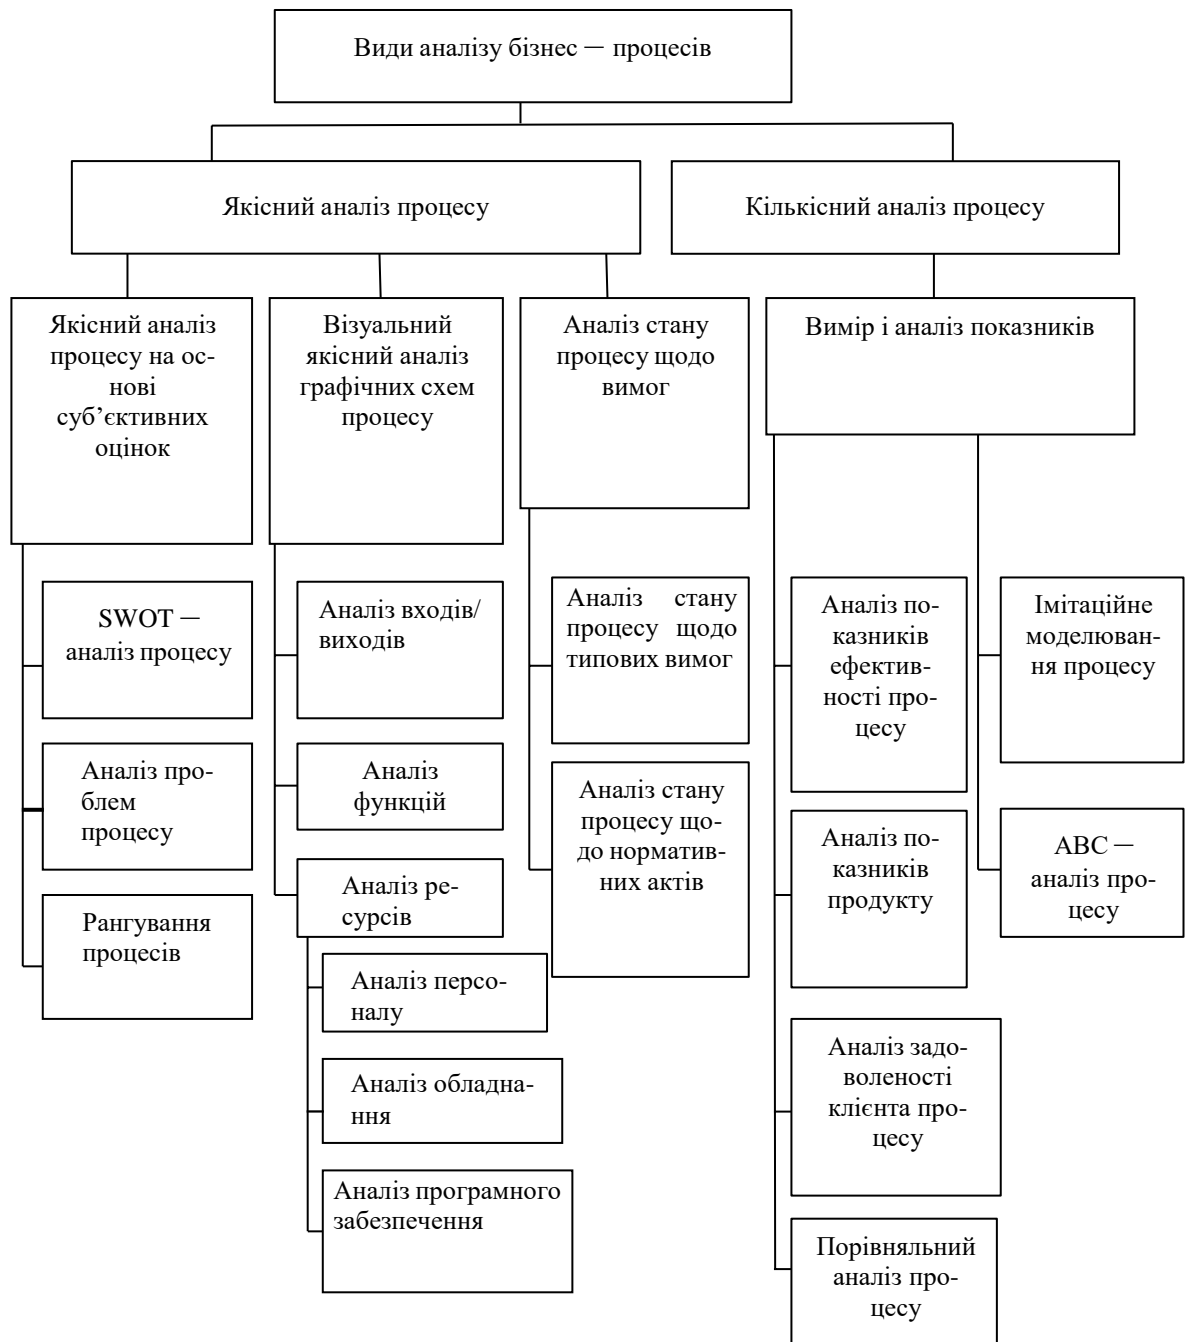 Види аналізу бізнес — процесів
Якісний аналіз процесу
Кількісний аналіз процесу
Якісний аналіз
процесу на ос-
нові
суб’єктивних
оцінок
Візуальний
якісний аналіз
графічних схем
процесу
Аналіз стану
процесу щодо
вимог
Вимір і аналіз показників
SWOT —
аналіз процесу
Аналіз про-
блем
процесу
Рангування
процесів
Аналіз входів/
виходів
Аналіз
функцій
Аналіз ре-
сурсів
Аналіз персо-
налу
Аналіз обладна-
ння
Аналіз програмного
забезпечення
Аналіз стану
процесу щодо
типових вимог
Аналіз стану
процесу що-
до норматив-
них актів
Аналіз по-
казників
ефектив-
ності про-
цесу
Аналіз по-
казників
продукту
Аналіз задо-
воленості
клієнта про-
цесу
Порівняльний
аналіз про-
цесу
Імітаційне
моделюван-
ня процесу
АВС —
аналіз про-
цесу